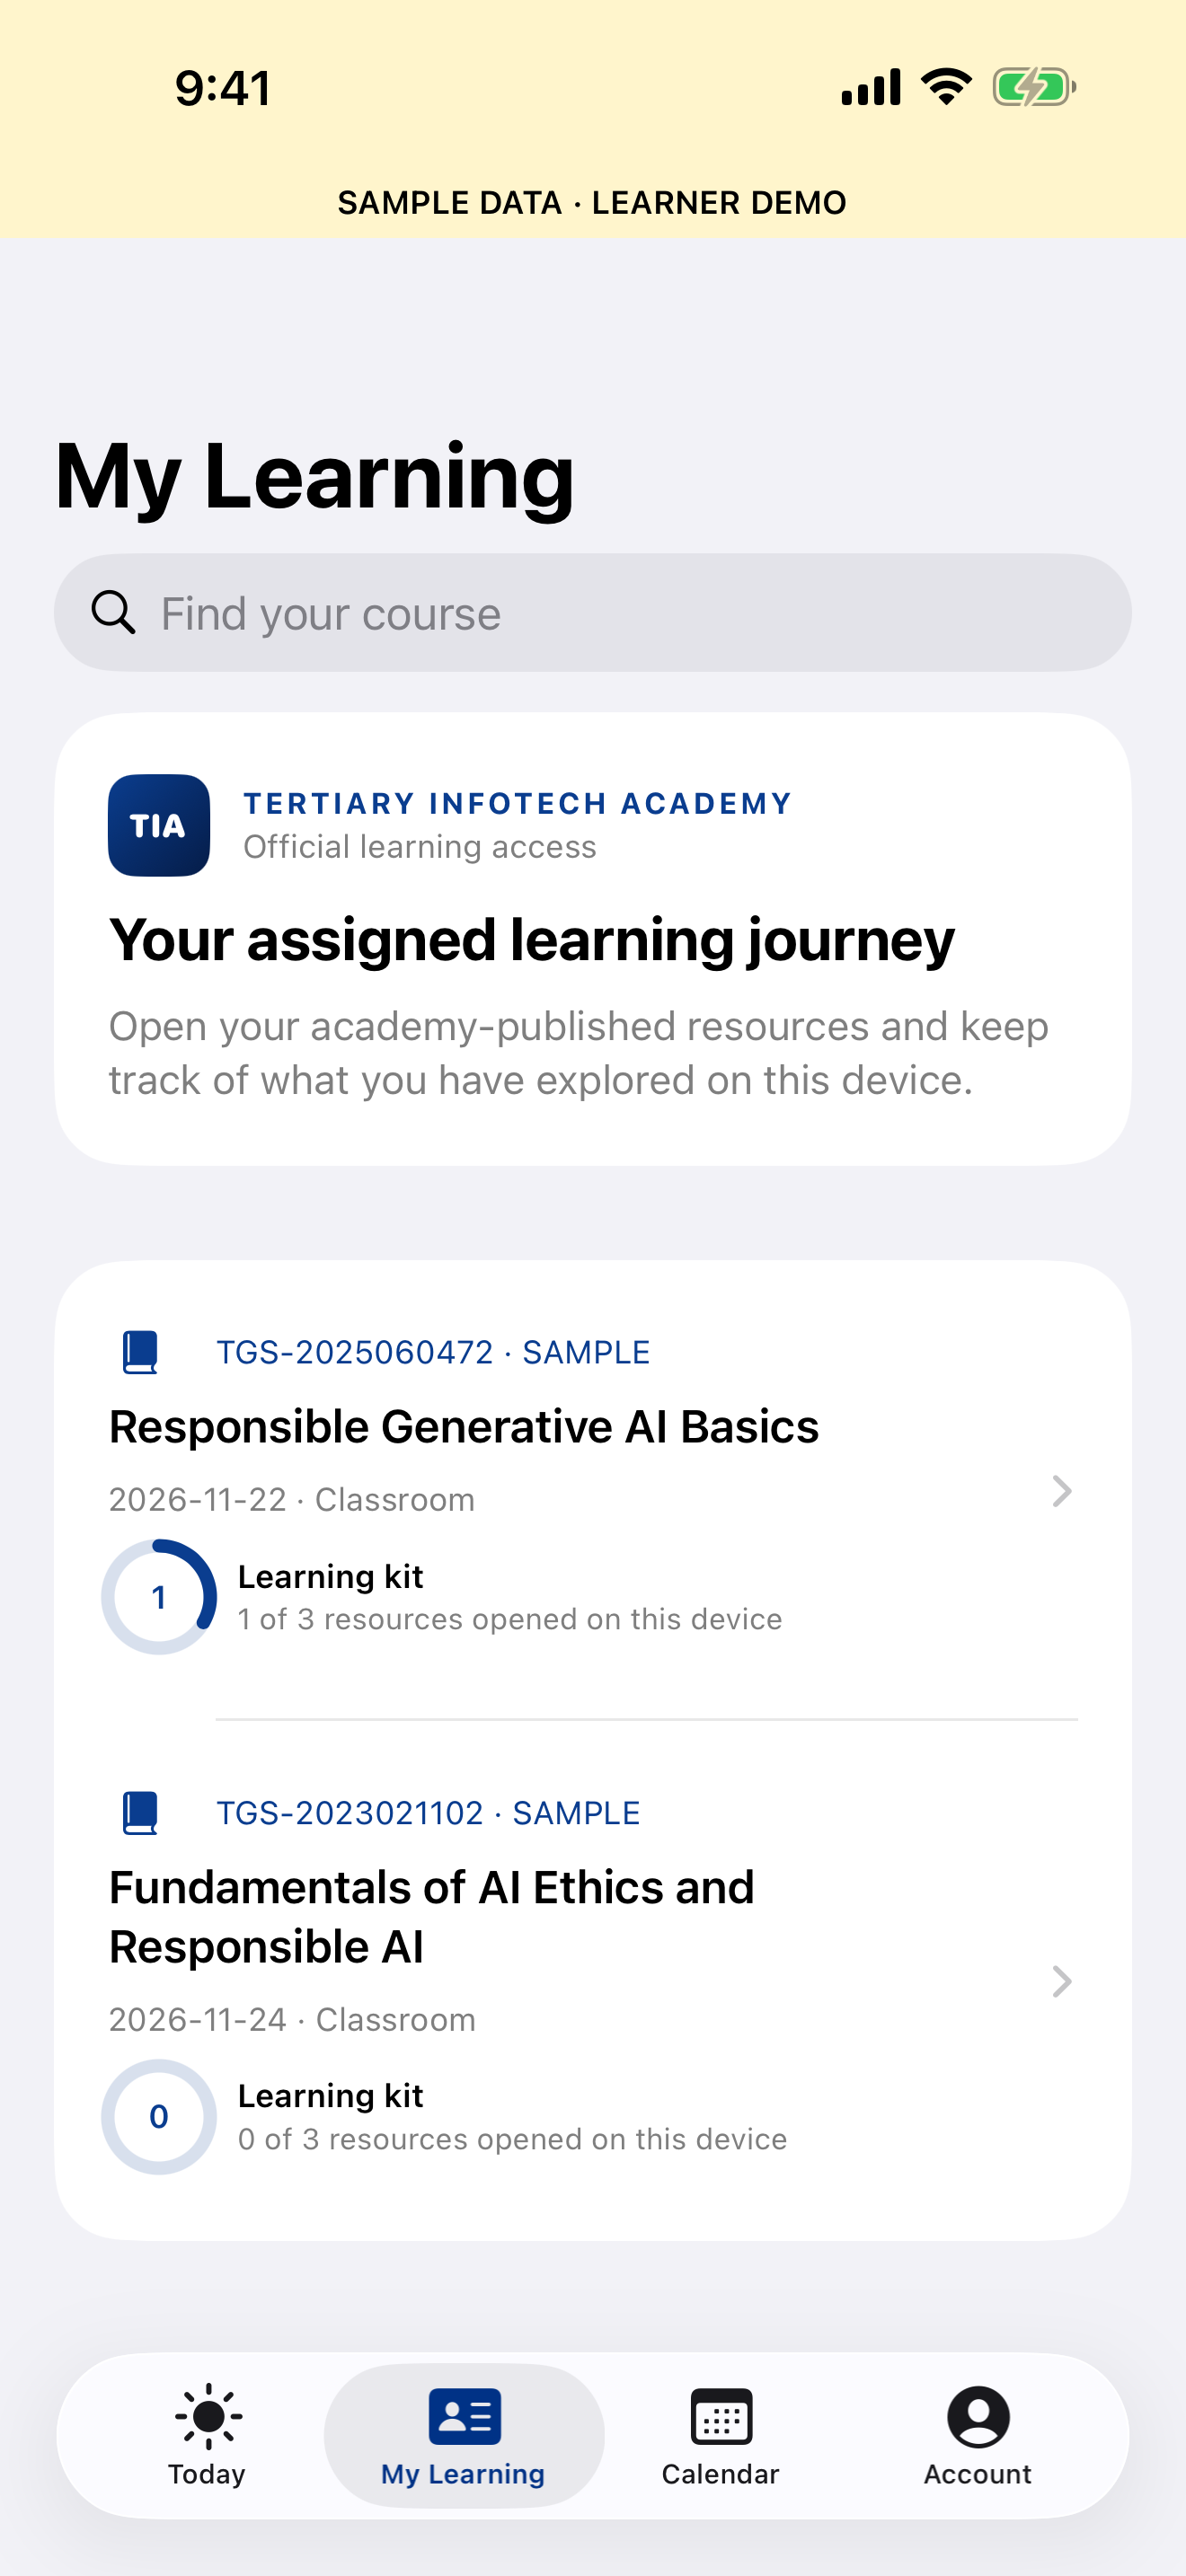 9:41
SAMPLE DATA · LEARNER DEMO
My Learning
Find your course
TIA
TERTIARY INFOTECH ACADEMY
Official learning access
Your assigned learning journey
Open your academy-published resources and keep
track of what you have explored on this device.
TGS-2025060472 · SAMPLE
Responsible Generative AI Basics
2026-11-22 · Classroom
1
Learning kit
1 of 3 resources opened on this device
TGS-2023021102 · SAMPLE
Fundamentals of AI Ethics and
Responsible AI
2026-11-24 · Classroom
0
Learning kit
0 of 3 resources opened on this device
Today
My Learning
Calendar
Account